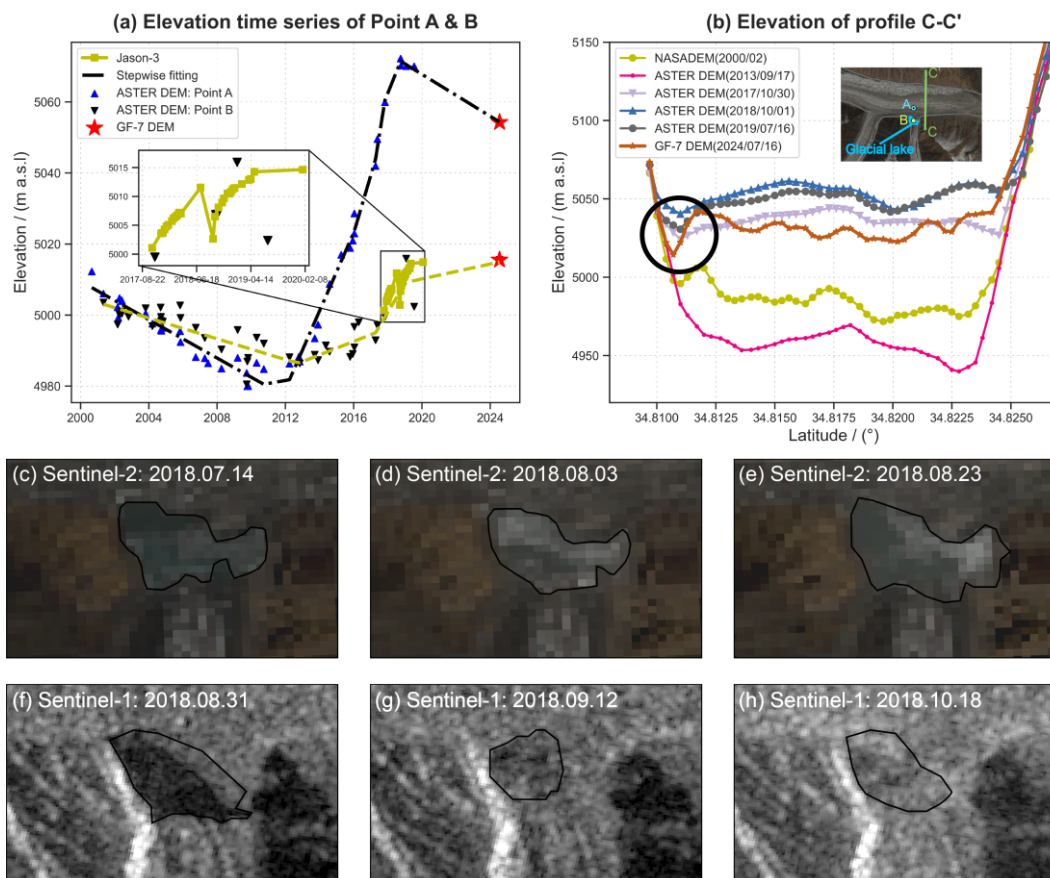 (a) Elevation time series of Point A & B
Elevation / (m a.s.l)
5060
5040
5020
5000
4980
2000
2004
2008
2012
2016
2020
2024
Jason-3
Stepwise fitting
ASTER DEM: Point A
ASTER DEM: Point B
GF-7 DEM
5015
5010
5005
5000
2017-08-22
2018-06-18
2019-04-14
2020-02-08
(b) Elevation of profile C-C'
Elevation / (m a.s.l)
5150
5100
5050
5000
4950
34.8100
34.8125
34.8150
34.8175
34.8200
34.8225
34.8250
Latitude / (°)
NASADEM(2000/02)
ASTER DEM(2013/09/17)
ASTER DEM(2017/10/30)
ASTER DEM(2018/10/01)
ASTER DEM(2019/07/16)
GF-7 DEM(2024/07/16)
C'
A
B
C
Glacial lake
(c) Sentinel-2: 2018.07.14
(d) Sentinel-2: 2018.08.03
(e) Sentinel-2: 2018.08.23
(f) Sentinel-1: 2018.08.31
(g) Sentinel-1: 2018.09.12
(h) Sentinel-1: 2018.10.18